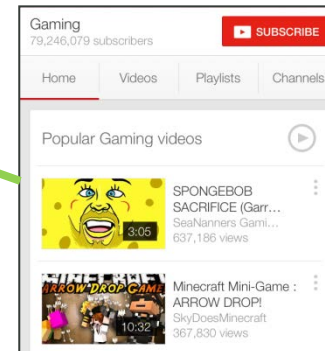 Gaming
79,246,079 subscribers
SUBSCRIBE
Home Videos Playlists Channels
Popular Gaming videos
SPONGEBOB
SACRIFICE (Garr...
SeaNanners Gami...
637,186 views
3:05
MINECRAFT
ARROW DROP GAME
10:32
Minecraft Mini-Game :
ARROW DROP!
SkyDoesMinecraft
367,830 views